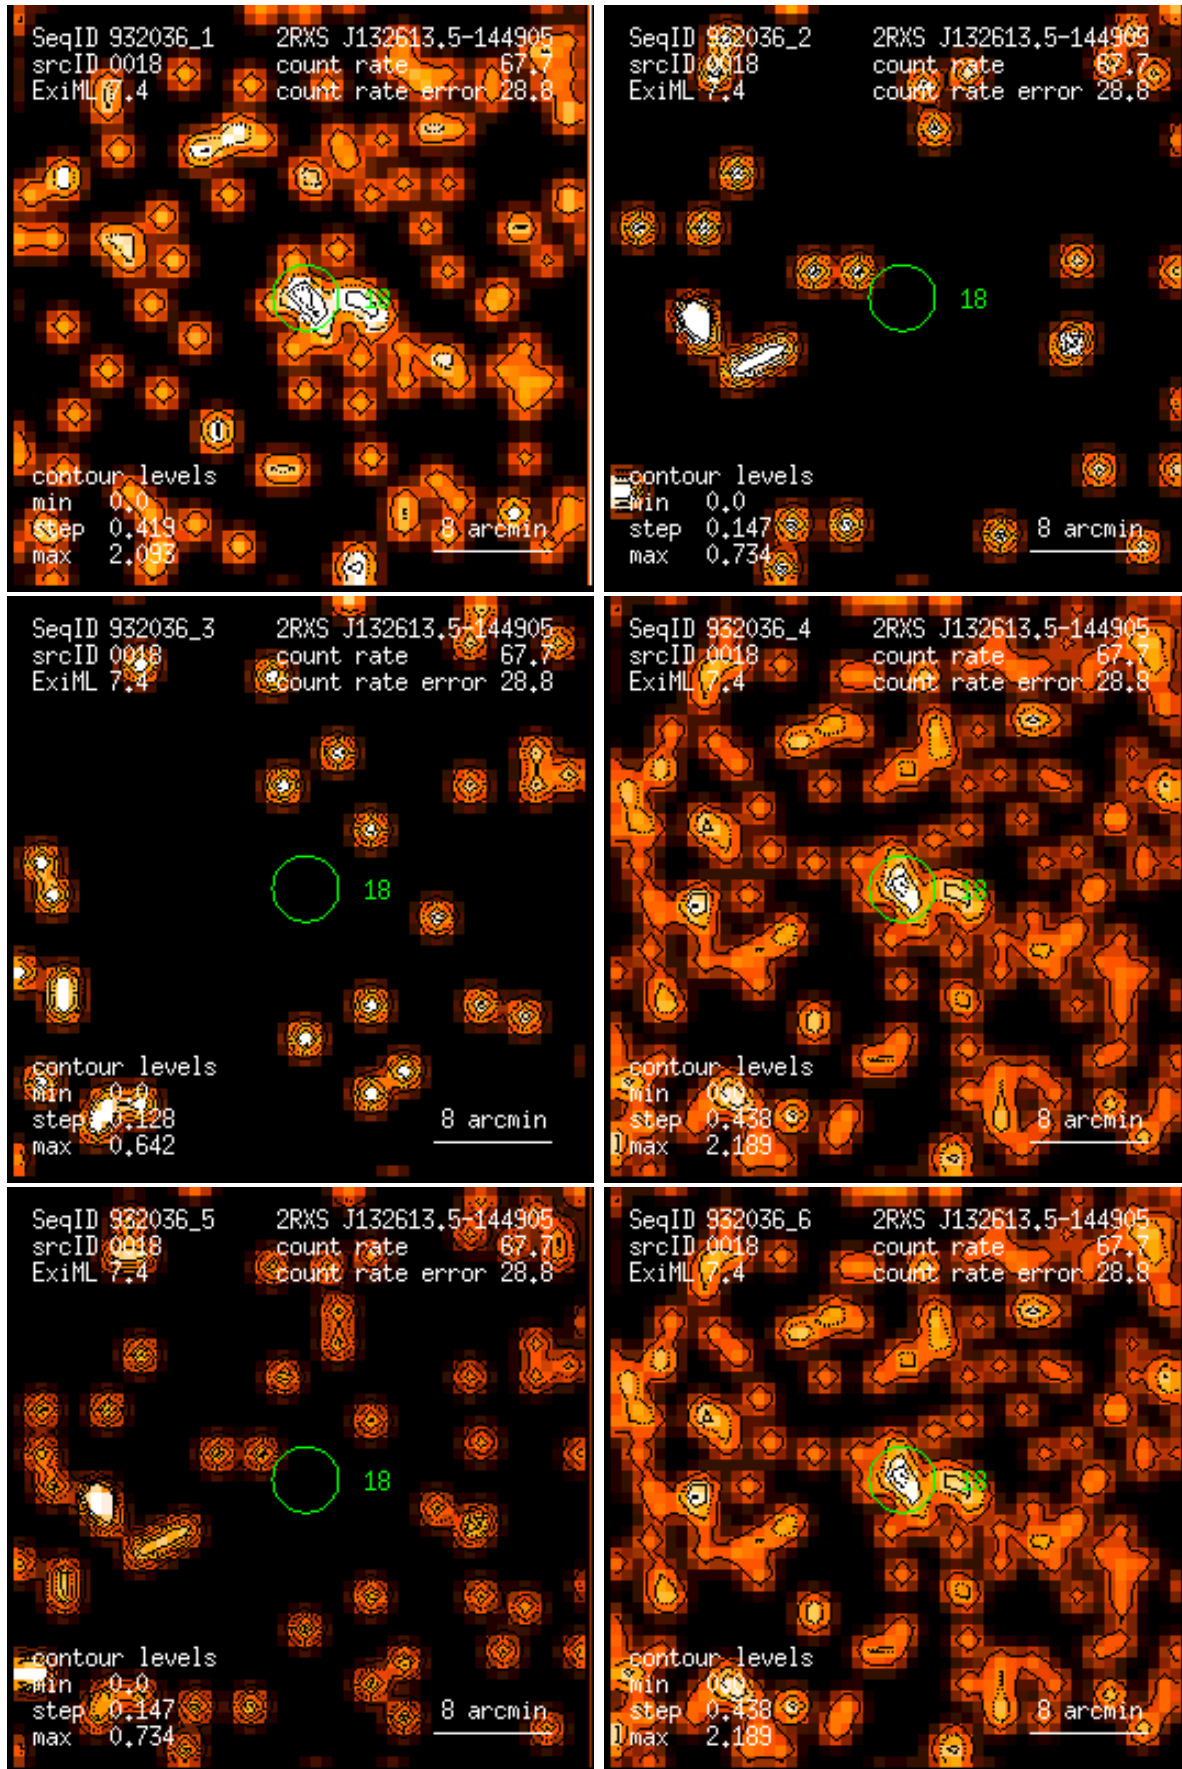 SeqID 932036_1 2RXS J132613.5-144905
srcID 0018 count rate 67.7
ExiML 7.4 count rate error 28.8
18
contour levels
min 0.0
step 0.419 8 arcmin
max 2.093
SeqID 932036_2 2RXS J132613.5-144905
srcID 0018 count rate 67.7
ExiML 7.4 count rate error 28.8
18
contour levels
min 0.0
step 0.147 8 arcmin
max 0.734
SeqID 932036_3 2RXS J132613.5-144905
srcID 0018 count rate 67.7
ExiML 7.4 count rate error 28.8
18
contour levels
min 0.0
step 0.128 8 arcmin
max 0.642
SeqID 932036_4 2RXS J132613.5-144905
srcID 0018 count rate 67.7
ExiML 7.4 count rate error 28.8
18
contour levels
min 0.0
step 0.438 8 arcmin
max 2.189
SeqID 932036_5 2RXS J132613.5-144905
srcID 0018 count rate 67.7
ExiML 7.4 count rate error 28.8
18
contour levels
min 0.0
step 0.147 8 arcmin
max 0.734
SeqID 932036_6 2RXS J132613.5-144905
srcID 0018 count rate 67.7
ExiML 7.4 count rate error 28.8
18
contour levels
min 0.0
step 0.438 8 arcmin
max 2.189